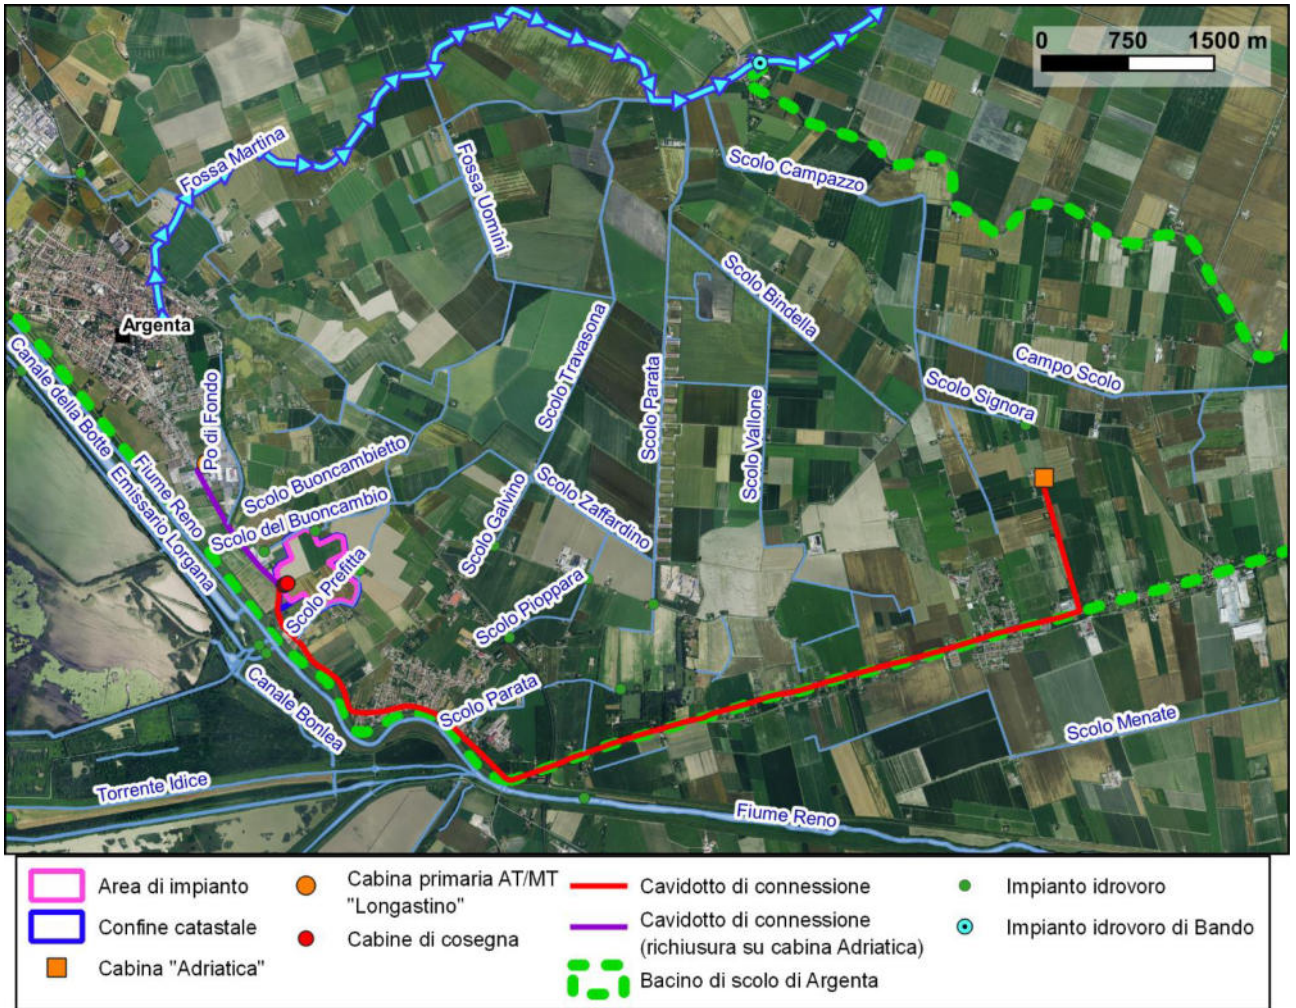 0 750 1500 m
Fossa Martina
Fossa Uomini
Scolo Campazzo
Scolo Bindella
Argenta
Canale della Botte
Fiume Reno
Emissario Lorgana
Po di Fondo
Scolo Buoncambietto
Scolo del Buoncambio
Scolo Prefitta
Scolo Travasona
Scolo Parata
Scolo Vallone
Campo Scolo
Scolo Signora
Scolo Galvino
Scolo Zaffardino
Scolo Pioppara
Scolo Parata
Canale Bonlea
Torrente Idice
Scolo Menate
Fiume Reno
Area di impianto
Confine catastale
Cabina "Adriatica"
Cabina primaria AT/MT
"Longastino"
Cabine di cosegna
Cavidotto di connessione
Cavidotto di connessione
(richiusura su cabina Adriatica)
Bacino di scolo di Argenta
Impianto idrovoro
Impianto idrovoro di Bando